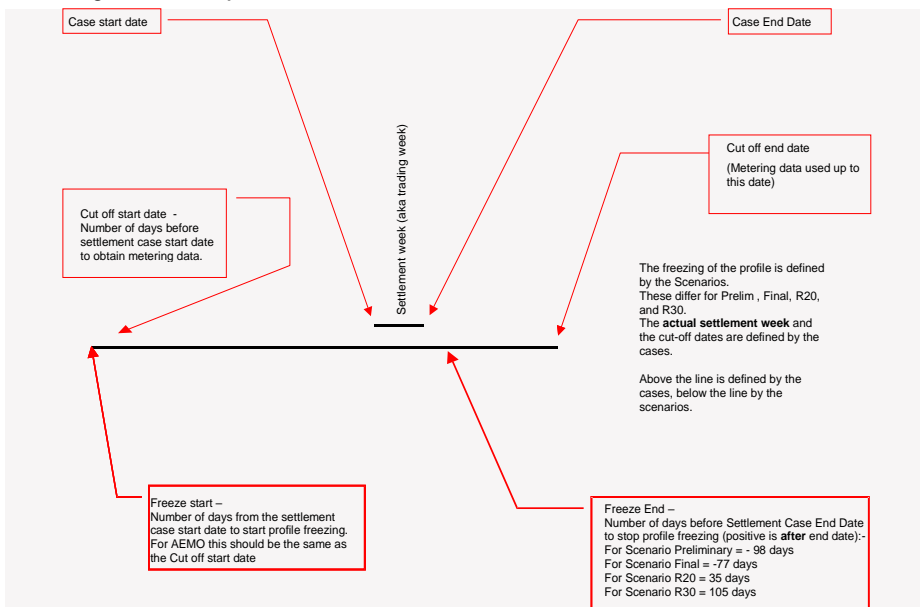 Case start date
Case End Date
Settlement week (aka trading week)
Cut off end date
(Metering data used up to
this date)
Cut off start date -
Number of days before
settlement case start date
to obtain metering data.
The freezing of the profile is defined
by the Scenarios.
These differ for Prelim , Final, R20,
and R30.
The actual settlement week and
the cut-off dates are defined by the
cases.
Above the line is defined by the
cases, below the line by the
scenarios.
Freeze start –
Number of days from the settlement
case start date to start profile freezing.
For AEMO this should be the same as
the Cut off start date
Freeze End –
Number of days before Settlement Case End Date
to stop profile freezing (positive is after end date):-
For Scenario Preliminary = - 98 days
For Scenario Final = -77 days
For Scenario R20 = 35 days
For Scenario R30 = 105 days